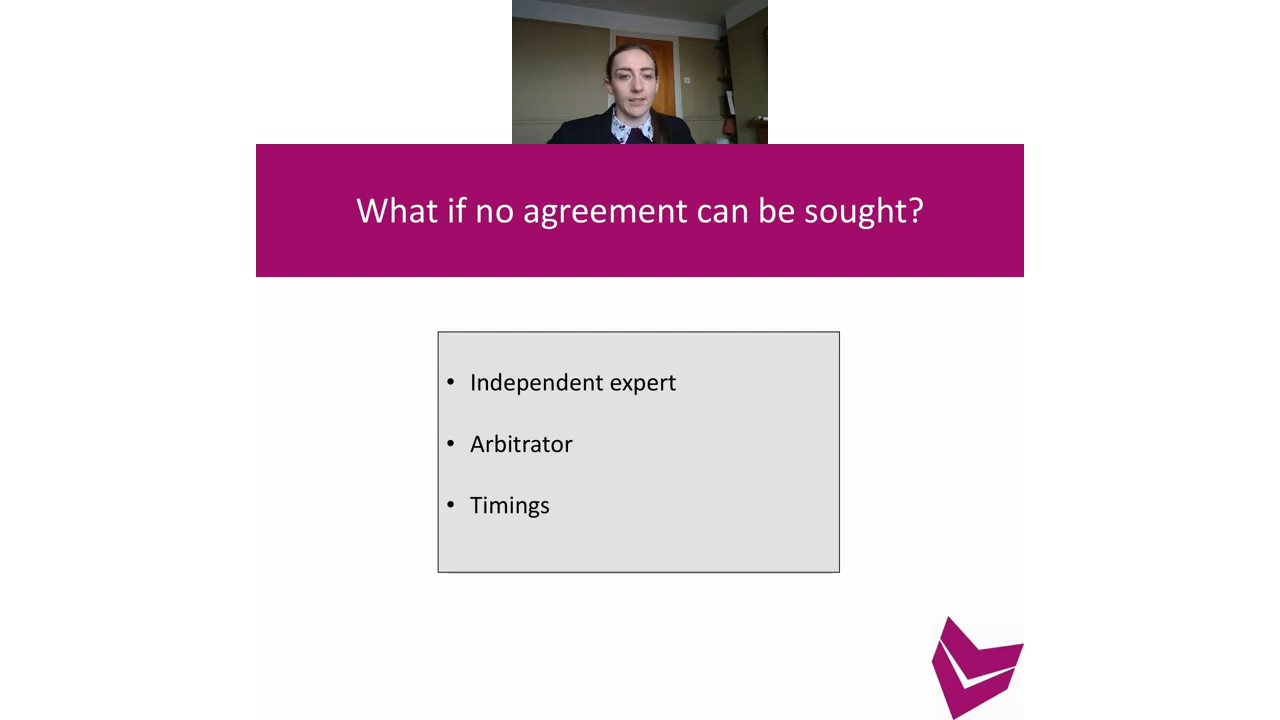 What if no agreement can be sought?
• Independent expert
• Arbitrator
• Timings